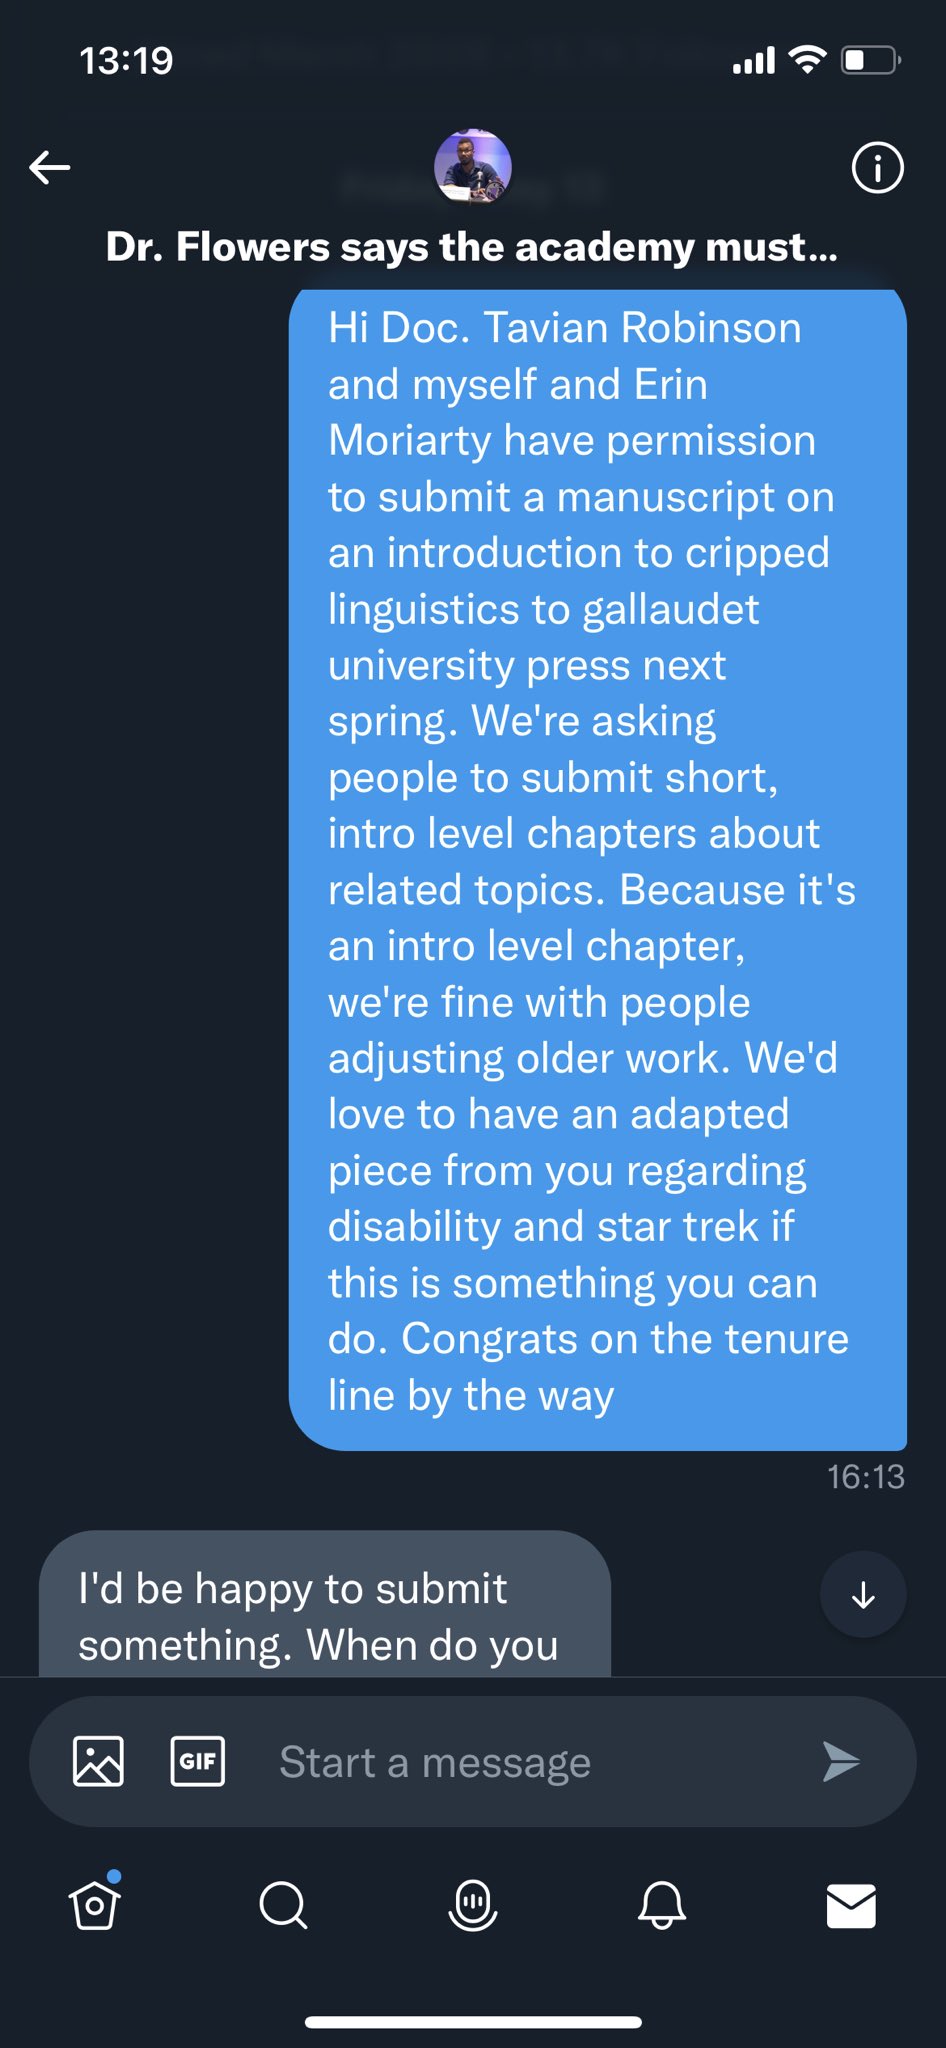 13:19
Dr. Flowers says the academy must...
Hi Doc. Tavian Robinson
and myself and Erin
Moriarty have permission
to submit a manuscript on
an introduction to cripped
linguistics to gallaudet
university press next
spring. We're asking
people to submit short,
intro level chapters about
related topics. Because it's
an intro level chapter,
we're fine with people
adjusting older work. We'd
love to have an adapted
piece from you regarding
disability and star trek if
this is something you can
do. Congrats on the tenure
line by the way
16:13
I'd be happy to submit
something. When do you
GIF
Start a message